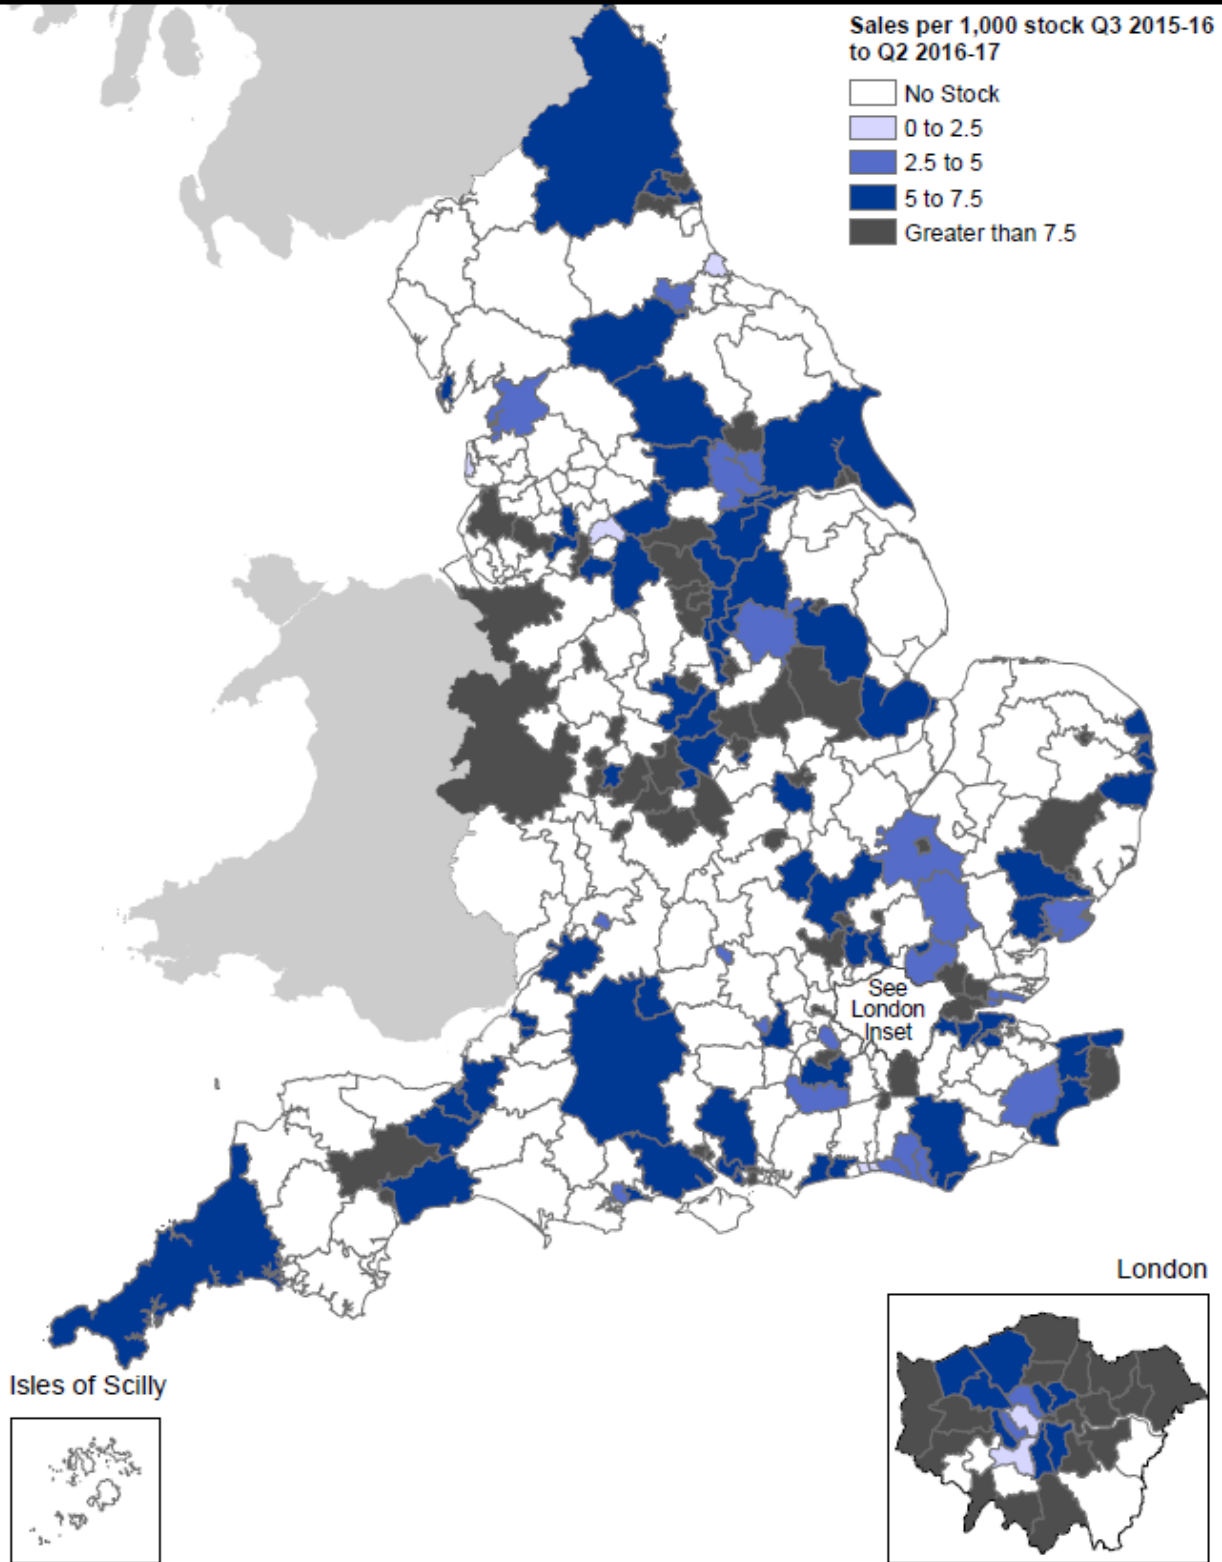 Sales per 1,000 stock Q3 2015-16
to Q2 2016-17
No Stock
0 to 2.5
2.5 to 5
5 to 7.5
Greater than 7.5
See
London
Inset
London
Isles of Scilly